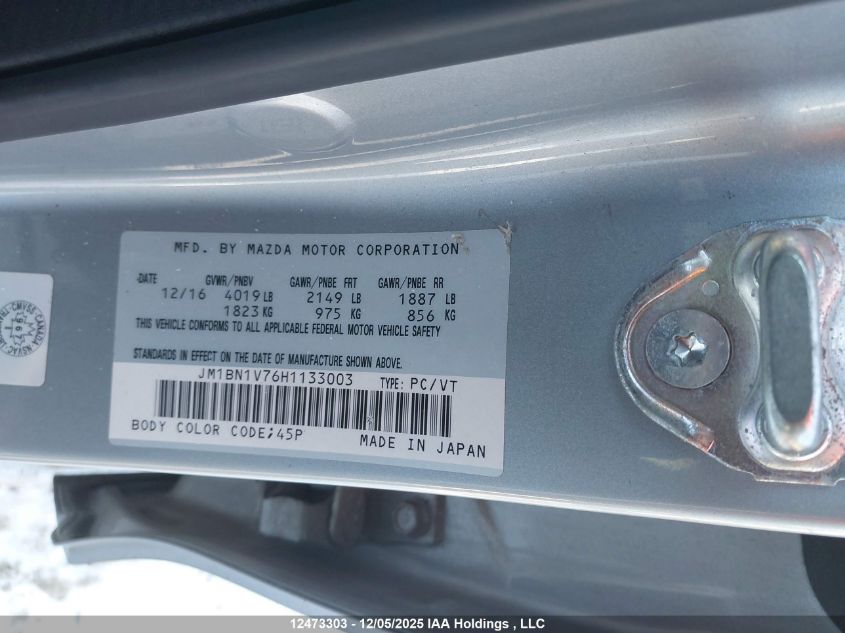 MFD. BY MAZDA MOTOR CORPORATION
DATE GVWR/PNBV GAWR/PNBE FRT GAWR/PNBE RR
12/16 4019 LB 2149 LB 1887 LB
1823 KG 975 KG 856 KG
THIS VEHICLE CONFORMS TO ALL APPLICABLE FEDERAL MOTOR VEHICLE SAFETY
STANDARDS IN EFFECT ON THE DATE OF MANUFACTURE SHOWN ABOVE.
JM1BN1V76H1133003 TYPE: PC/VT
BODY COLOR CODE;45P MADE IN JAPAN
12473303 • 12/05/2025 IAA Holdings , LLC